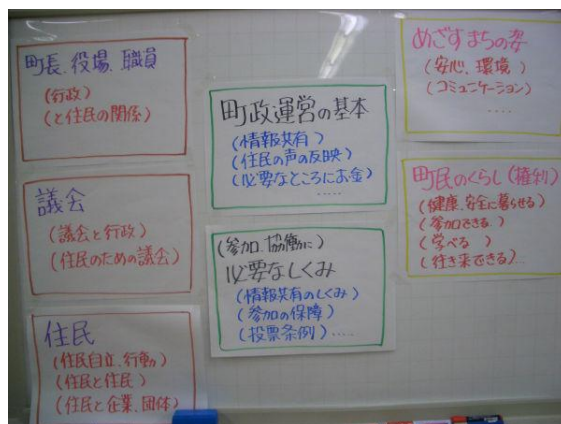 町長、役場、職員
(行政)
(と住民の関係)
議会
(議会と行政)
(住民のための議会)
住民
(住民自立、行動)
(住民と住民)
(住民と企業、団体)
町政運営の基本
(情報共有)
(住民の声の反映)
(必要なところにお金)
.....
(参加、協働に)
必要なしくみ
(情報共有のしくみ)
(参加の保障)
(投票条例).....
めざすまちの姿
(安心、環境)
(コミュニケーション)
....
町民のくらし(権利)
(健康、安全に暮らせる)
(参加できる)
(学べる)
(往き来できる)...